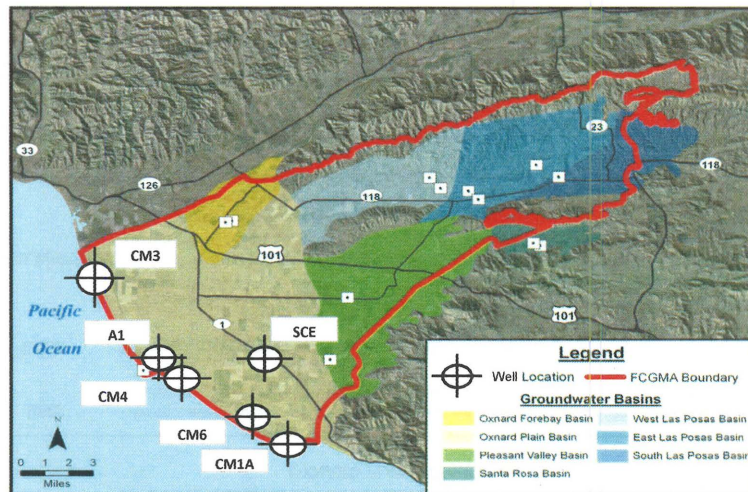 33
126
23
118
118
101
CM3
101
Pacific
Ocean
1
A1
SCE
101
CM4
CM6
CM1A
N
0 1 2 3
Miles
Legend
Well Location
FCGMA Boundary
Groundwater Basins
Oxnard Forebay Basin
West Las Posas Basin
Oxnard Plain Basin
East Las Posas Basin
Pleasant Valley Basin
South Las Posas Basin
Santa Rosa Basin